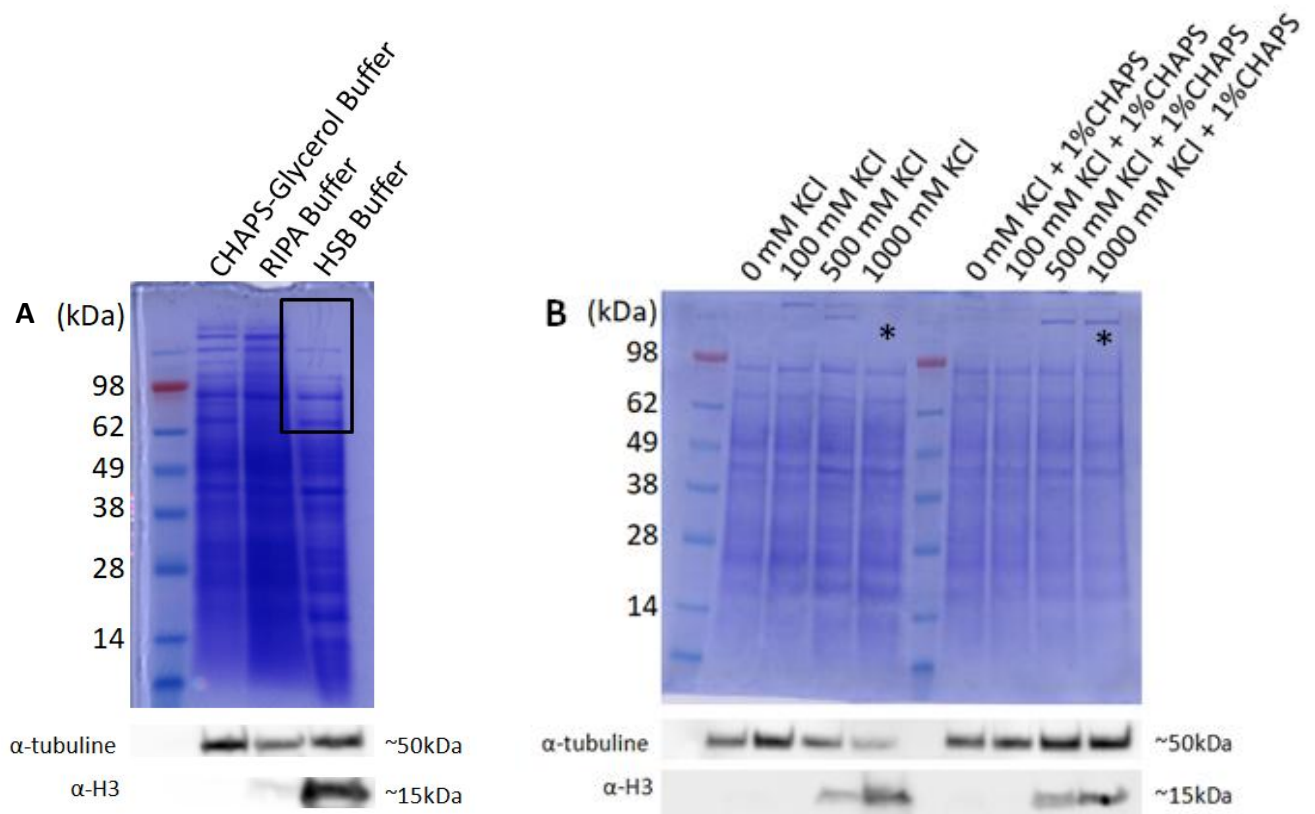 CHAPS-Glycerol Buffer
RIPA Buffer
HSB Buffer
A (kDa)
98
62
49
38
28
14
α-tubuline ~50kDa
α-H3 ~15kDa
0 mM KCl
100 mM KCl
500 mM KCl
1000 mM KCl
0 mM KCl + 1%CHAPS
100 mM KCl + 1%CHAPS
500 mM KCl + 1%CHAPS
1000 mM KCl + 1%CHAPS
B (kDa)
* *
98
62
49
38
28
14
α-tubuline ~50kDa
α-H3 ~15kDa